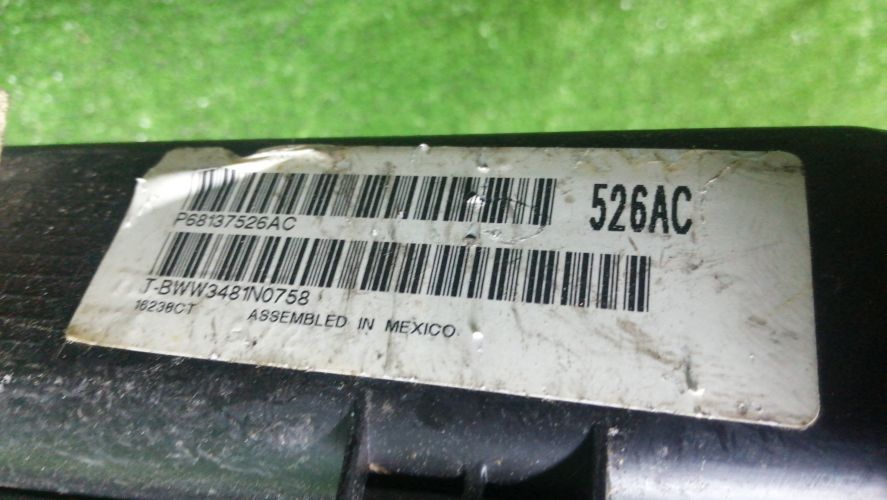 526AC
P68137526AC
T-BWW3481N0758
16238CT ASSEMBLED IN MEXICO